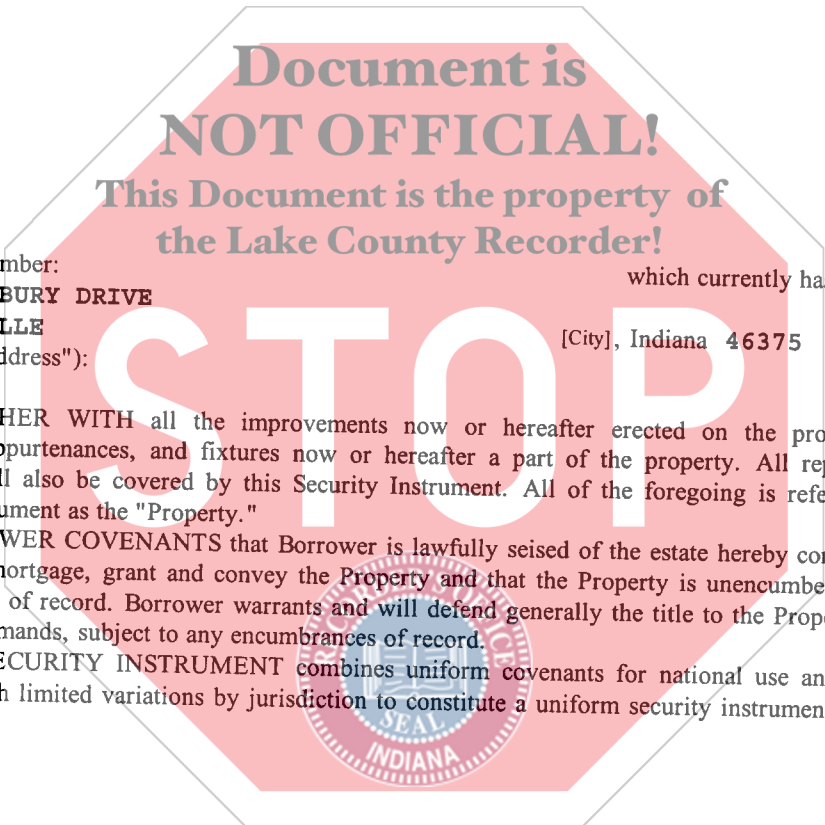 Document is
NOT OFFICIAL!
This Document is the property of
the Lake County Recorder!
mber:
which currently ha
BURY DRIVE
LLE
[City], Indiana 46375
ddress"):
STOP
HER WITH all the improvements now or hereafter erected on the pro
ppurtenances, and fixtures now or hereafter a part of the property. All rep
ll also be covered by this Security Instrument. All of the foregoing is refe
ument as the "Property."
WER COVENANTS that Borrower is lawfully seised of the estate hereby con
nortgage, grant and convey the Property and that the Property is unencumbe
of record. Borrower warrants and will defend generally the title to the Prope
mands, subject to any encumbrances of record.
ECURITY INSTRUMENT combines uniform covenants for national use an
h limited variations by jurisdiction to constitute a uniform security instrumen
RECORDER'S OFFICE
SEAL
INDIANA